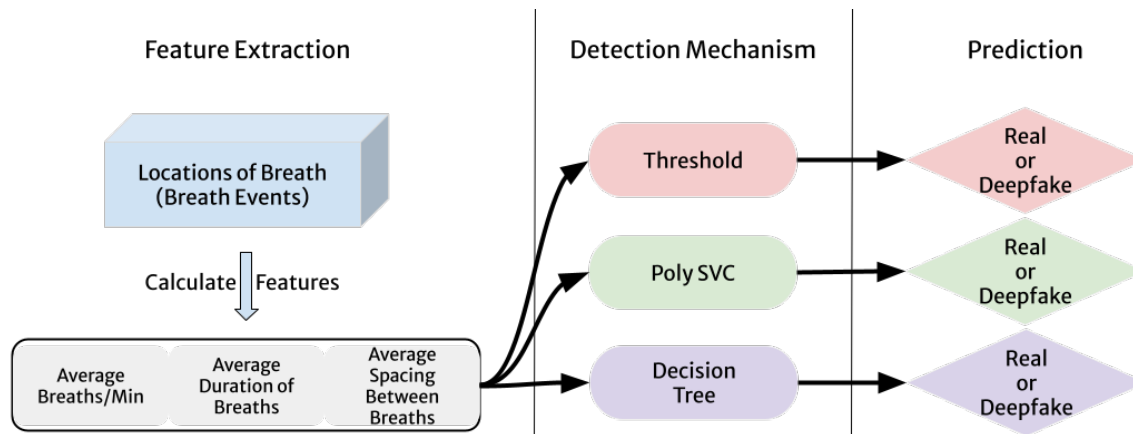 Feature Extraction
Detection Mechanism
Prediction
Locations of Breath
(Breath Events)
Calculate Features
Average
Breaths/Min
Average
Duration of
Breaths
Average
Spacing
Between
Breaths
Threshold
Poly SVC
Decision
Tree
Real
or
Deepfake
Real
or
Deepfake
Real
or
Deepfake